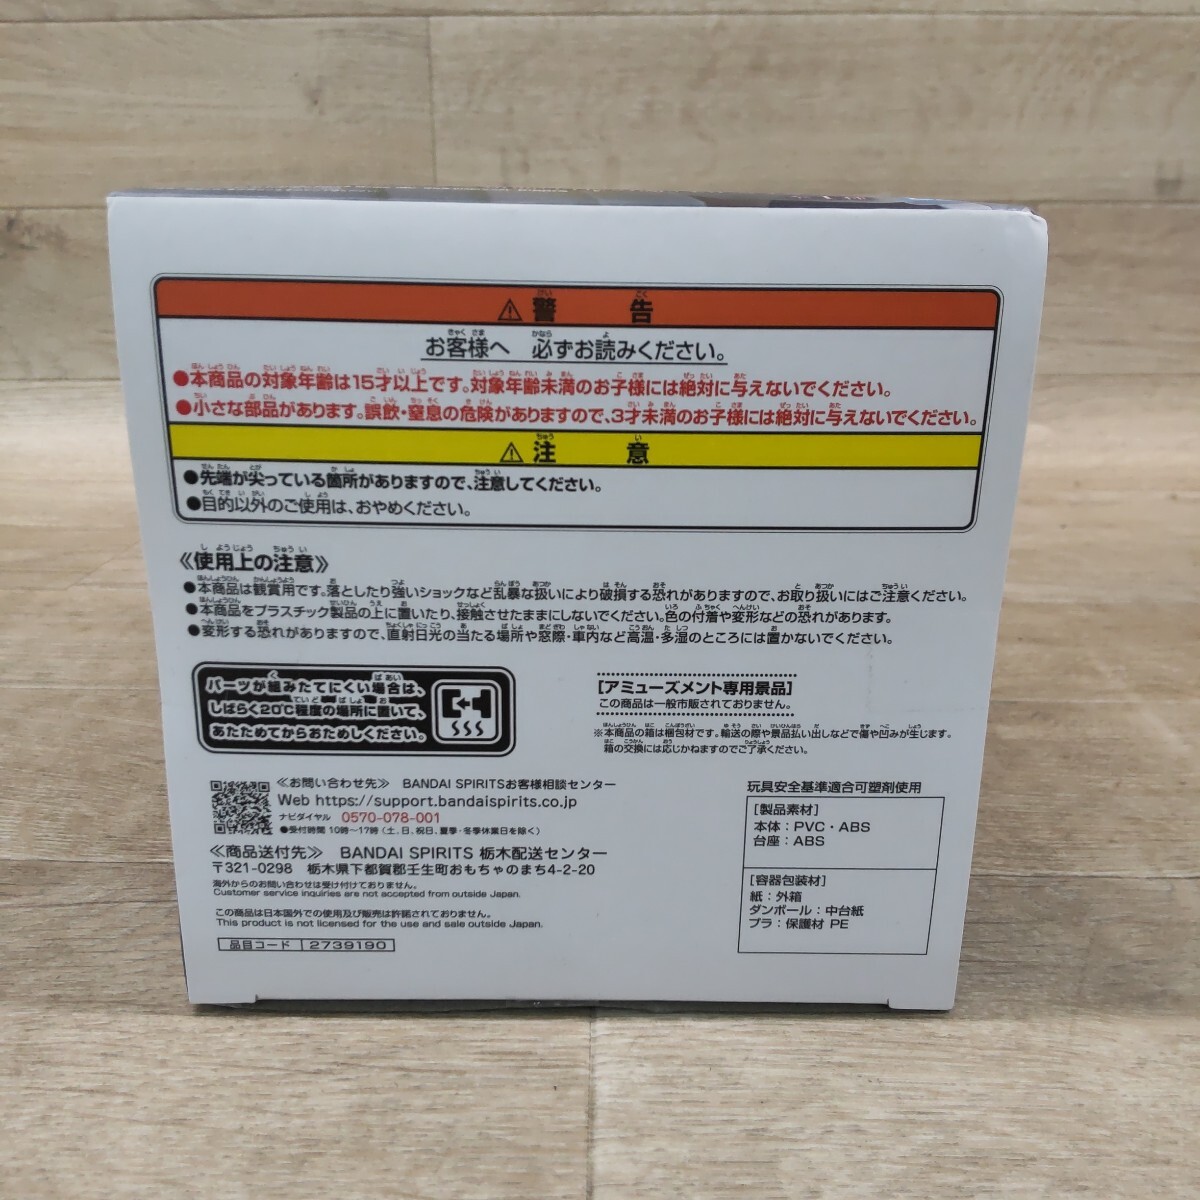 ⚠警告
お客様へ 必ずお読みください。
●本商品の対象年齢は15才以上です。対象年齢未満のお子様には絶対に与えないでください。
●小さな部品があります。誤飲・窒息の危険がありますので、3才未満のお子様には絶対に与えないでください。
⚠注意
●先端が尖っている箇所がありますので、注意してください。
●目的以外のご使用は、おやめください。
《使用上の注意》
●本商品は観賞用です。落としたり強いショックなど乱暴な扱いにより破損する恐れがありますので、お取り扱いにはご注意ください。
●本商品をプラスチック製品の上に置いたり、接触させたままにしないでください。色の付着や変形などの恐れがあります。
●変形する恐れがありますので、直射日光の当たる場所や窓際・車内など高温・多湿のところには置かないでください。
パーツが組みたてにくい場合は、
しばらく20℃程度の場所に置いて、
あたためてからおためしください。
[アミューズメント専用景品]
この商品は一般市販されておりません。
※本商品の箱は梱包材です。輸送の際や景品払い出しなどで傷や凹みが生じます。
箱の交換には応じかねますのでご了承ください。
≪お問い合わせ先≫ BANDAI SPIRITSお客様相談センター
Web https://support.bandaispirits.co.jp
ナビダイヤル 0570-078-001
●受付時間 10時〜17時(土、日、祝日、夏季・冬季休業日を除く)
≪商品送付先≫ BANDAI SPIRITS 栃木配送センター
〒321-0298 栃木県下都賀郡壬生町おもちゃのまち4-2-20
海外からのお問い合わせは受け付けておりません。
Customer service inquiries are not accepted from outside Japan.
この商品は日本国外での使用及び販売は許諾されておりません。
This product is not licensed for the use and sale outside Japan.
品目コード 2739190
玩具安全基準適合可塑剤使用
[製品素材]
本体:PVC・ABS
台座:ABS
[容器包装材]
紙:外箱
ダンボール:中台紙
プラ:保護材 PE